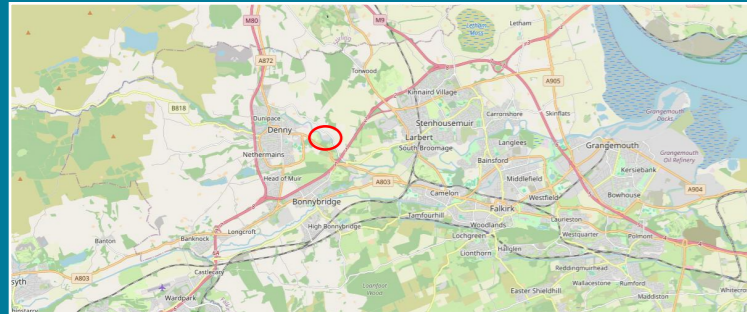 M80
M9
Letham
Letham
Moss
A872
Torwood
A905
Kinnaird Village
B818
Dunipace
Carronshore
Skinflats
Grangemouth
Docks
Denny
Stenhousemuir
Larbert
Langlees
Grangemouth
Nethermains
South Broomage
Bainsford
Grangemouth
Oil Refinery
Kersiebank
Head of Muir
A803
Middlefield
Bowhouse
A904
Camelon
Westfield
Bonnybridge
Falkirk
Tamfourhill
Laurieston
Longcroft
High Bonnybridge
Woodlands
Westquarter
Polmont
Banton
Banknock
Lochgreen
Hallglen
Lionthorn
Reddingmuirhead
Castlecary
A803
Wallacestone
Rumford
Easter Shieldhill
Maddiston
Wardpark